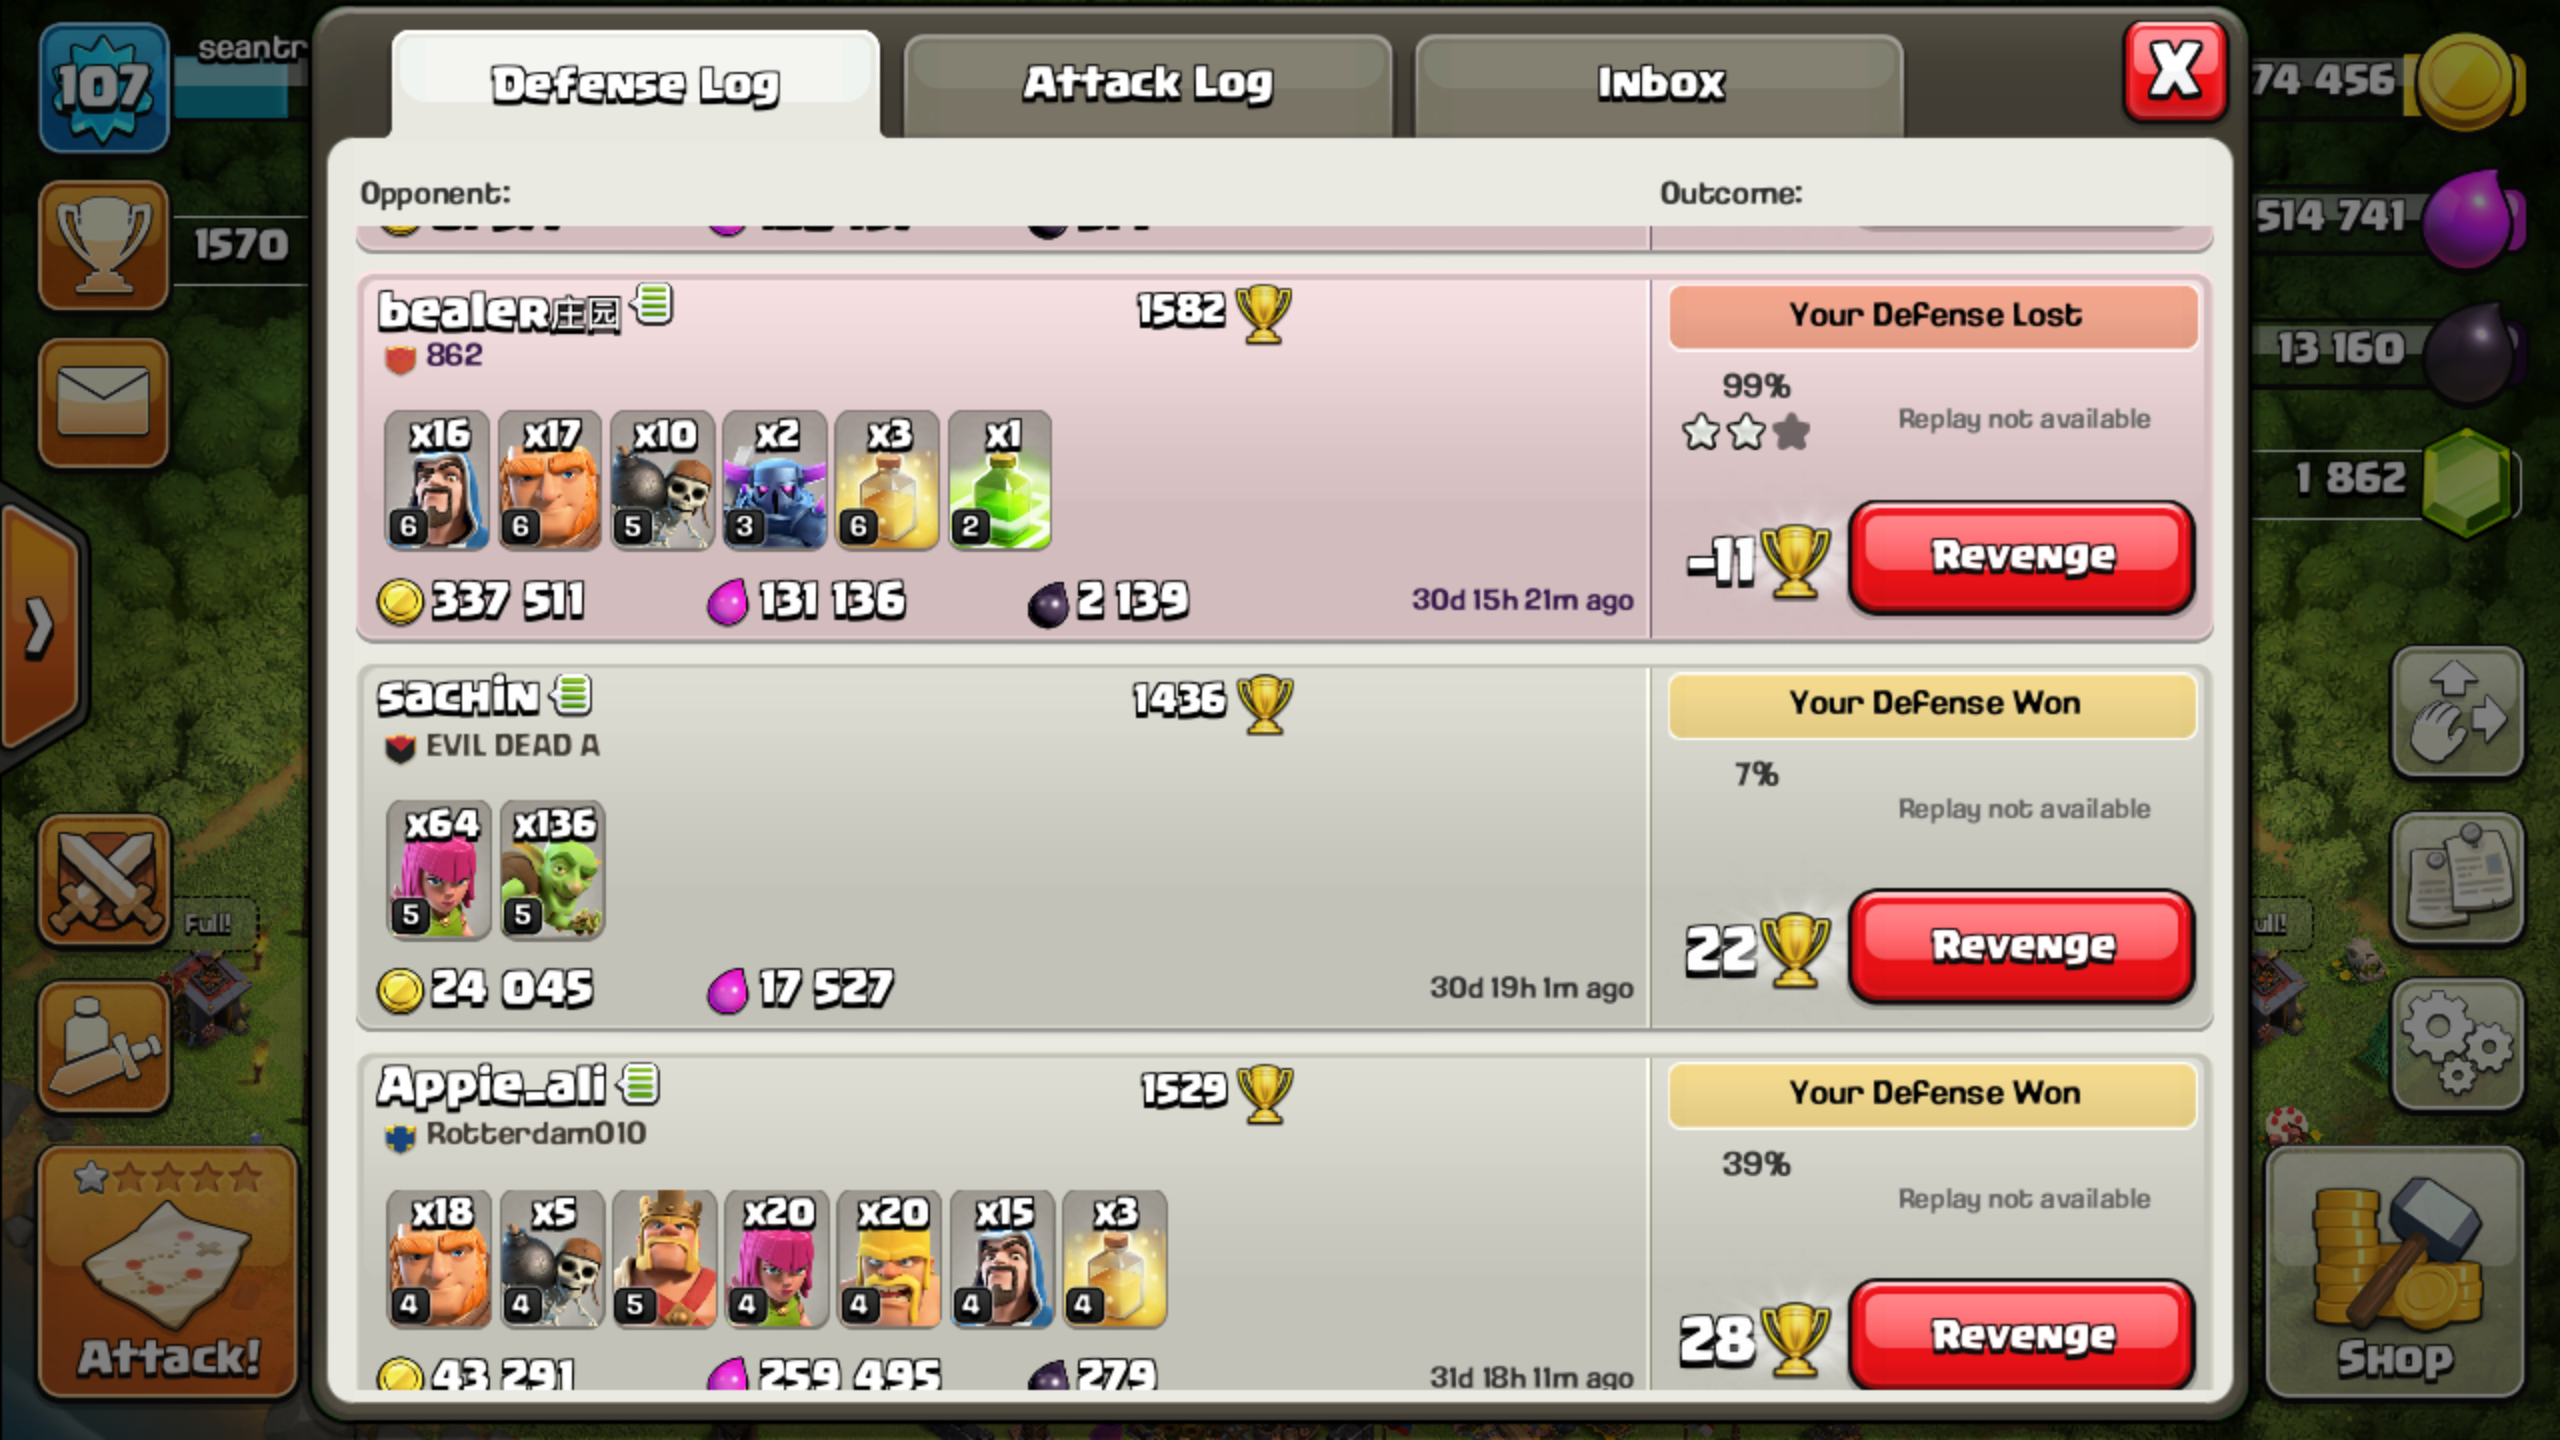 107
seantr
Defense Log
Attack Log
Inbox
X
74 456
1570
514 741
13 160
1 862
Opponent:
Outcome:
bealer庄园
1582
862
Your Defense Lost
99%
Replay not available
x16
x17
x10
x2
x3
x1
6
6
5
3
6
2
-11
Revenge
337 511
131 136
2 139
30d 15h 21m ago
sachin
1436
EVIL DEAD A
Your Defense Won
7%
Replay not available
x64
x136
5
5
22
Revenge
24 045
17 527
30d 19h 1m ago
Appie_ali
1529
Rotterdam010
Your Defense Won
39%
Replay not available
x18
x5
x20
x20
x15
x3
4
4
5
4
4
4
4
28
Revenge
43 291
259 495
279
31d 18h 11m ago
Full!
ull!
Attack!
Shop